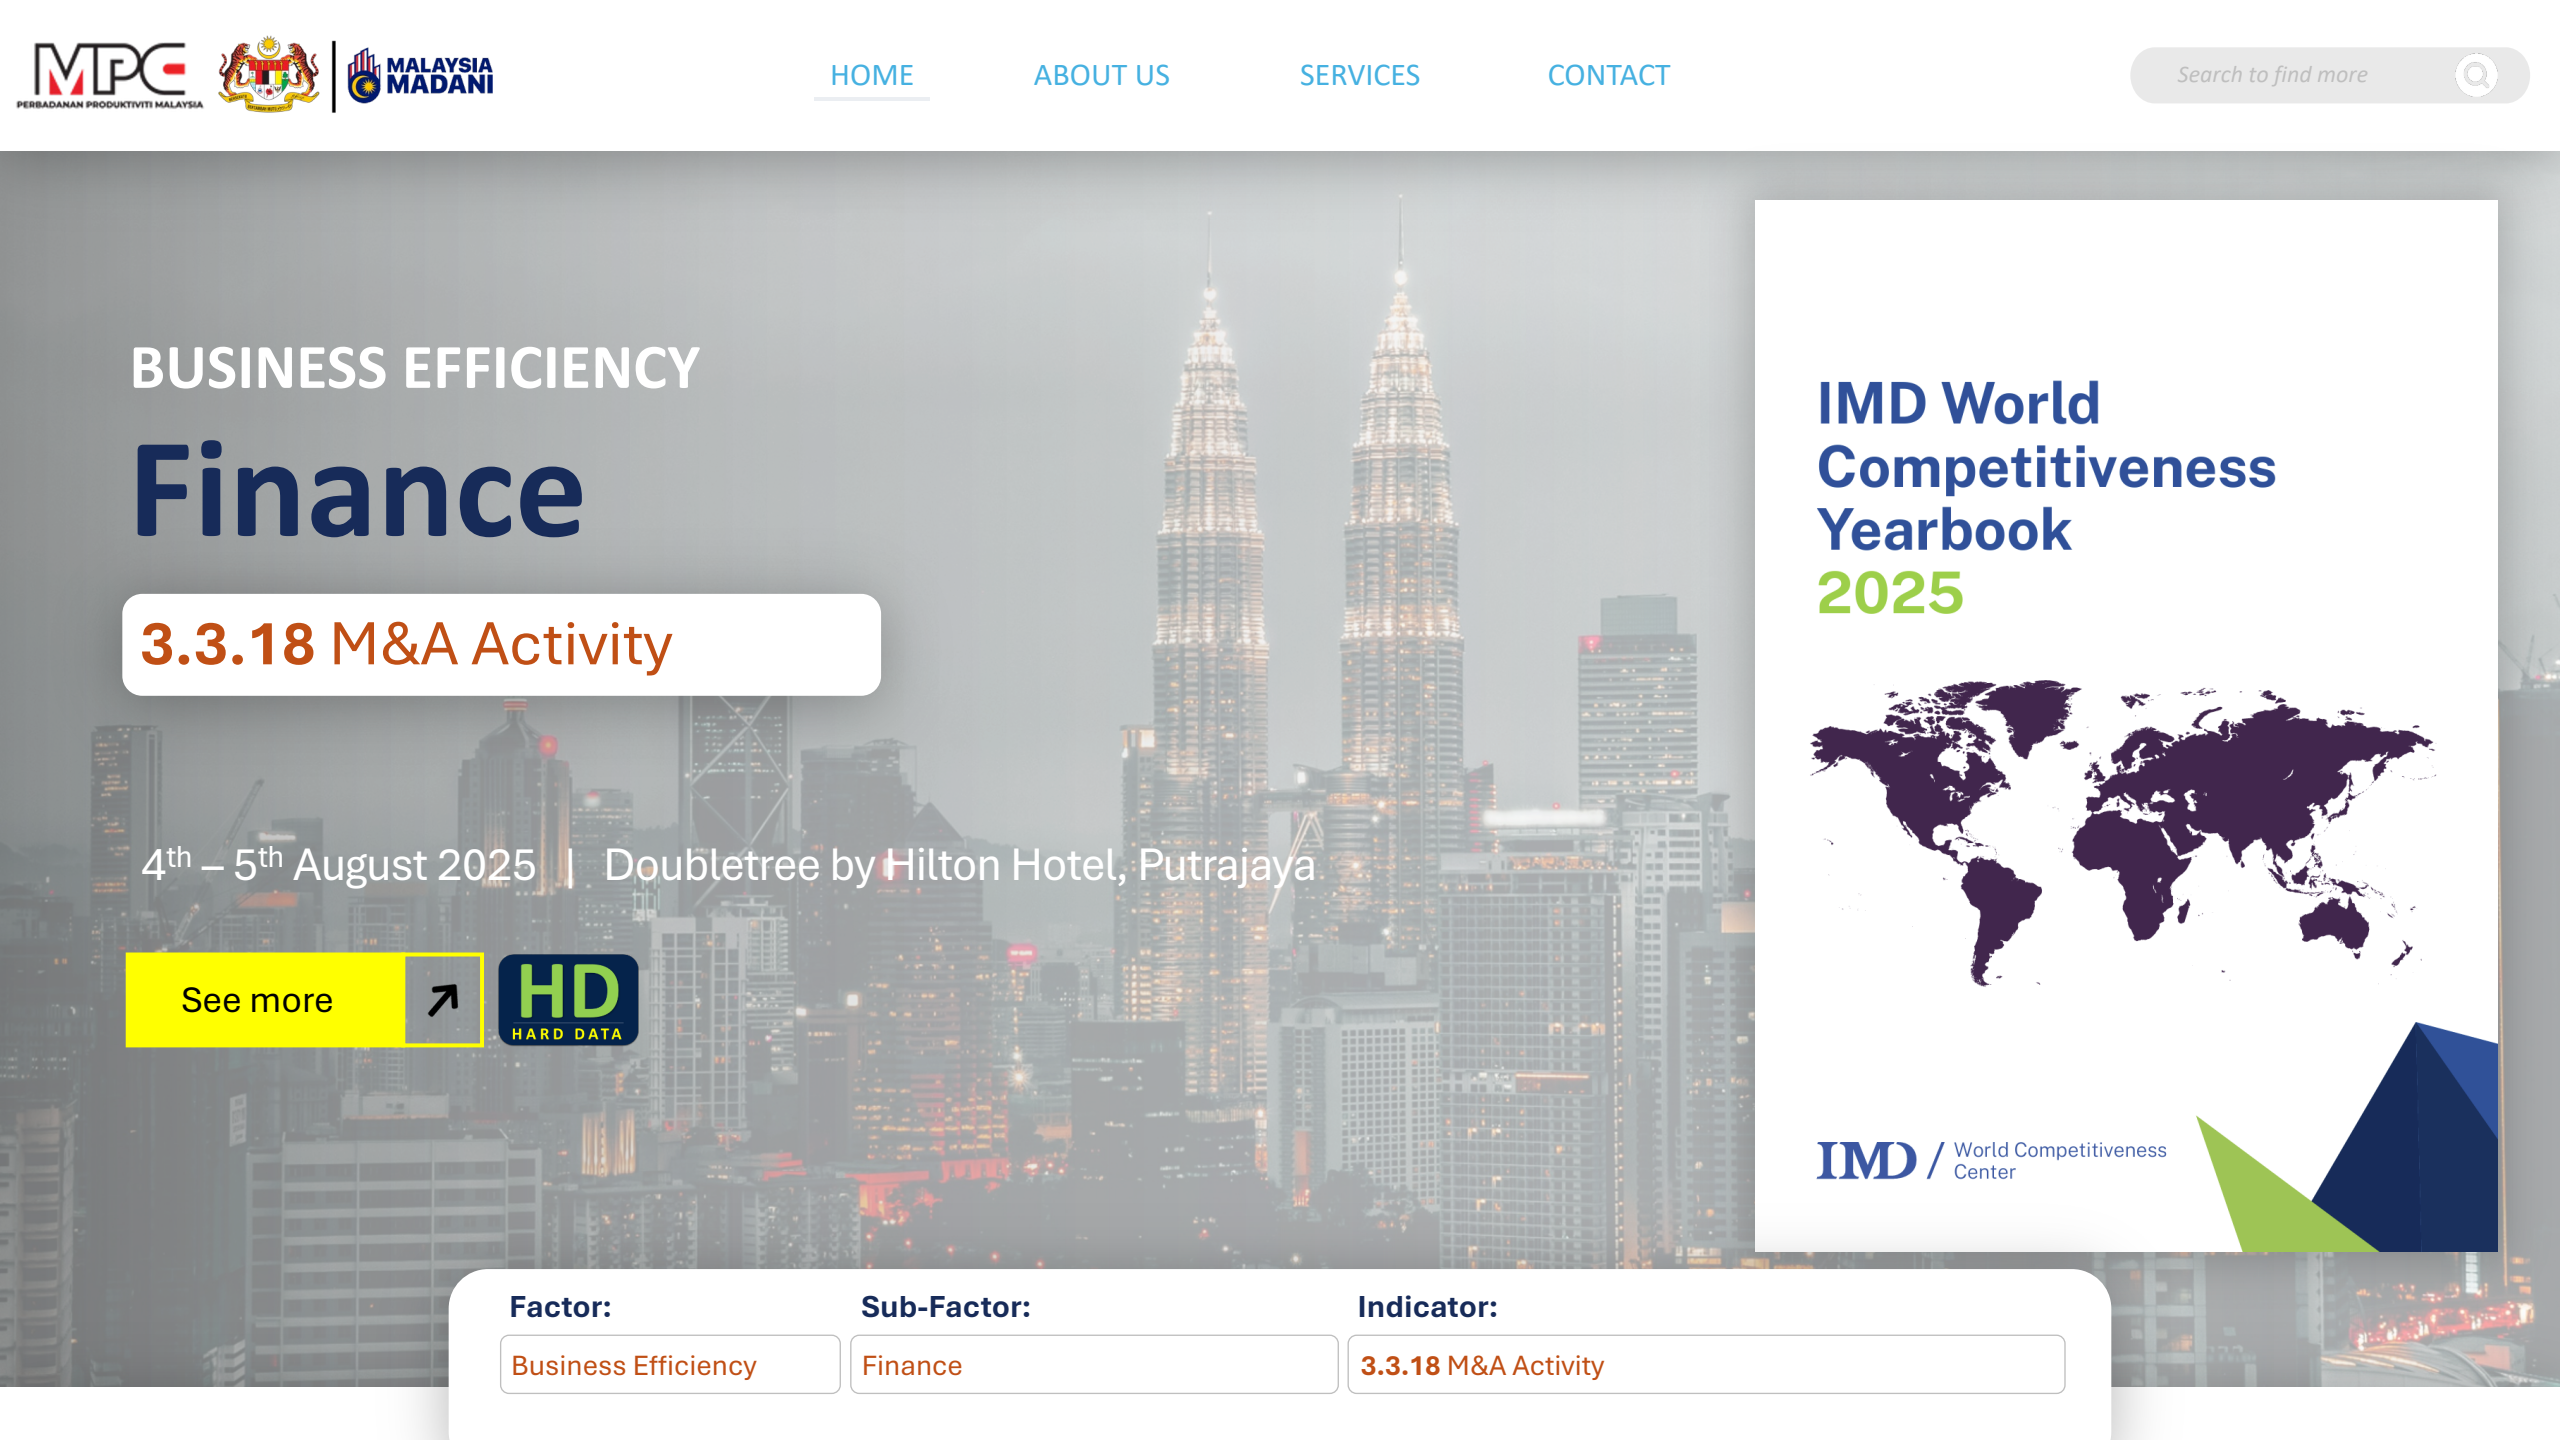 MPC
PERBADANAN PRODUKTIVITI MALAYSIA
MALAYSIA
MADANI
HOME
ABOUT US
SERVICES
CONTACT
Search to find more
BUSINESS EFFICIENCY
Finance
3.3.18 M&A Activity
4th – 5th August 2025 | Doubletree by Hilton Hotel, Putrajaya
See more
HD
HARD DATA
IMD World
Competitiveness
Yearbook
2025
IMD / World Competitiveness
Center
Factor:
Sub-Factor:
Indicator:
Business Efficiency
Finance
3.3.18 M&A Activity